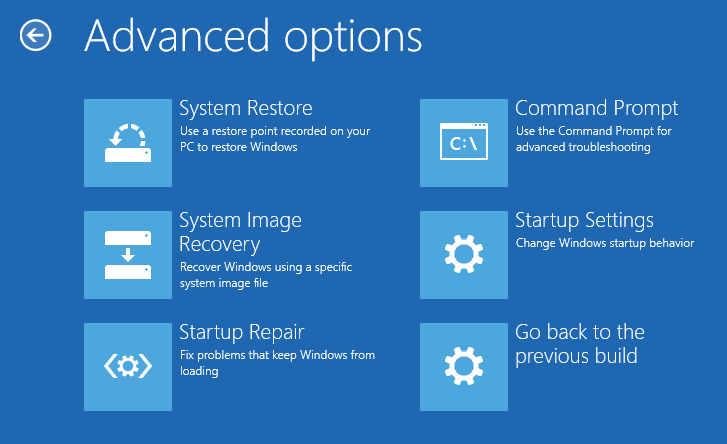 Advanced options
System Restore
Use a restore point recorded on your
PC to restore Windows
System Image
Recovery
Recover Windows using a specific
system image file
Startup Repair
Fix problems that keep Windows from
loading
C:\
Command Prompt
Use the Command Prompt for
advanced troubleshooting
Startup Settings
Change Windows startup behavior
Go back to the
previous build